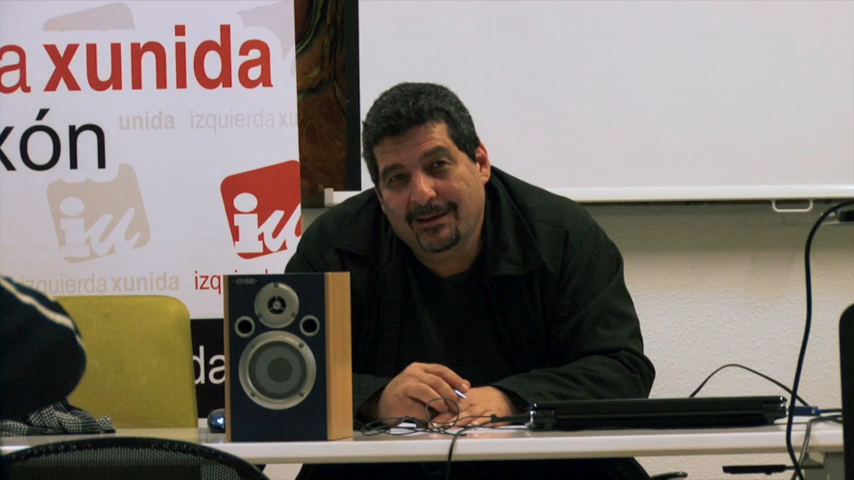 a xunida
xón
unida izquierda xu
iu
iu
izquierda xunida
izq
da